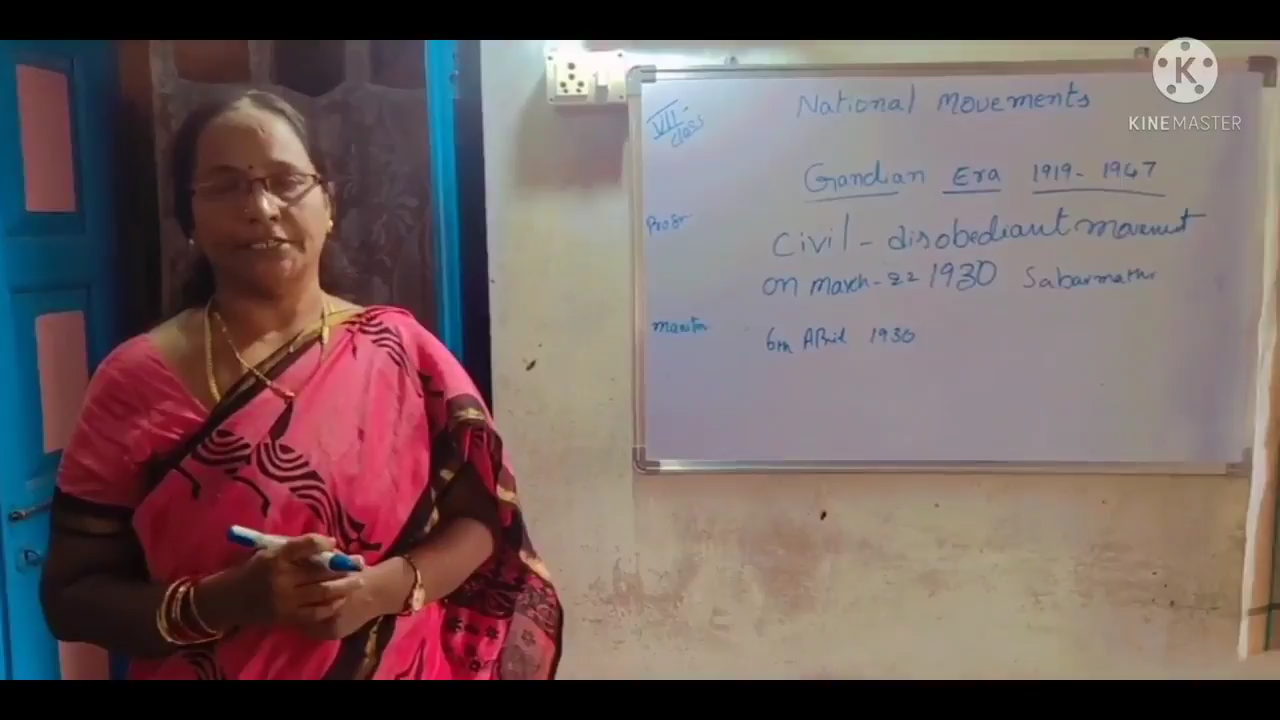 National Movements
VII class
Gandian Era 1919-1947
Civil-disobediant movement
on march-22 1930 Sabarmathi
6th April 1930
KINEMASTER